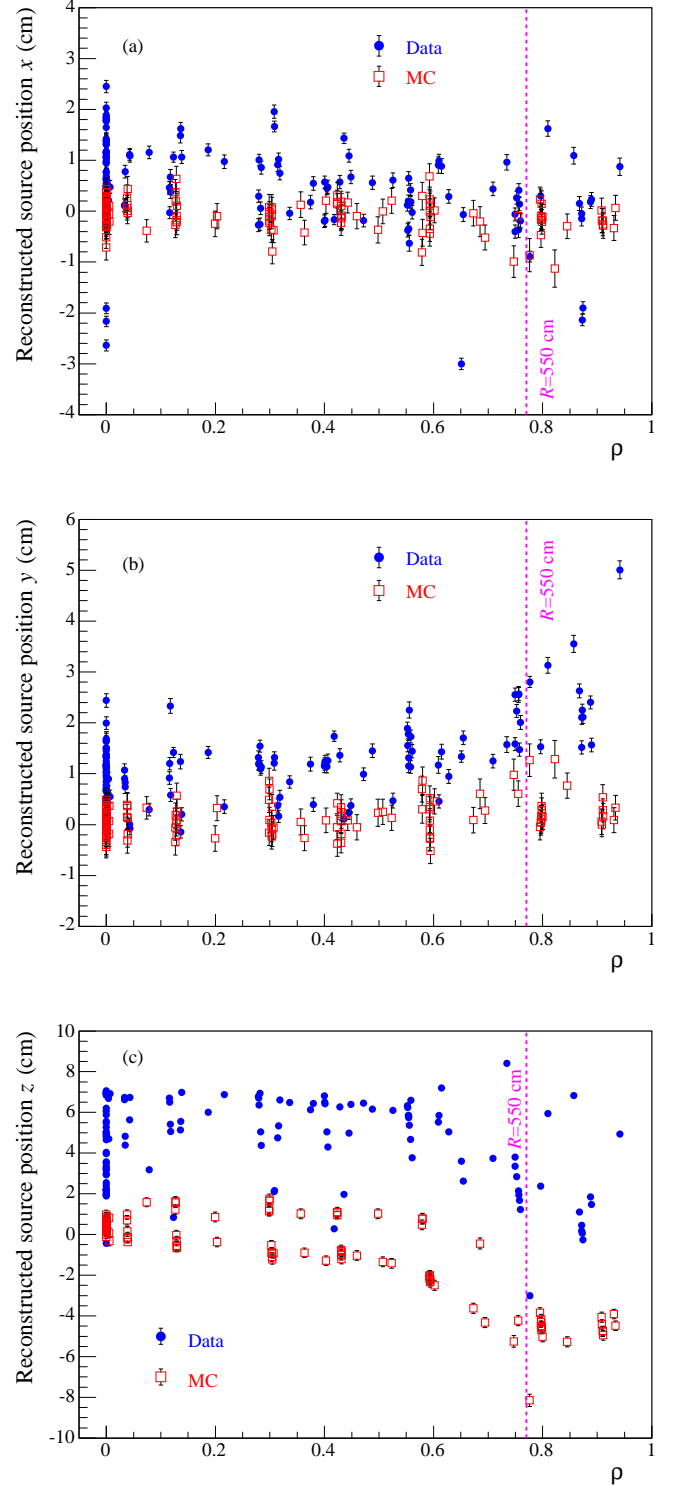 4
3
2
1
0
-1
-2
-3
-4
Reconstructed source position x (cm)
(a)
Data
MC
R=550 cm
0 0.2 0.4 0.6 0.8 1
ρ
6
5
4
3
2
1
0
-1
-2
Reconstructed source position y (cm)
(b)
Data
MC
R=550 cm
0 0.2 0.4 0.6 0.8 1
ρ
10
8
6
4
2
0
-2
-4
-6
-8
-10
Reconstructed source position z (cm)
(c)
R=550 cm
Data
MC
0 0.2 0.4 0.6 0.8 1
ρ